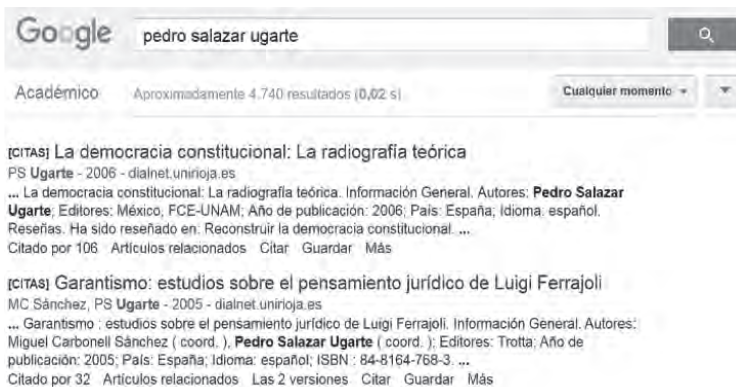 Google pedro salazar ugarte
Académico Aproximadamente 4.740 resultados (0,02 s) Cualquier momento
[CITAS] La democracia constitucional: La radiografía teórica
PS Ugarte - 2006 - dialnet.unirioja.es
... La democracia constitucional: La radiografía teórica. Información General. Autores: Pedro Salazar
Ugarte; Editores: México, FCE-UNAM; Año de publicación: 2006; País: España; Idioma: español.
Reseñas. Ha sido reseñado en: Reconstruir la democracia constitucional. ...
Citado por 106 Artículos relacionados Citar Guardar Más
[CITAS] Garantismo: estudios sobre el pensamiento jurídico de Luigi Ferrajoli
MC Sánchez, PS Ugarte - 2005 - dialnet.unirioja.es
... Garantismo : estudios sobre el pensamiento jurídico de Luigi Ferrajoli. Información General. Autores:
Miguel Carbonell Sánchez ( coord. ), Pedro Salazar Ugarte ( coord. ); Editores: Trotta; Año de
publicación: 2005; País: España; Idioma: español; ISBN : 84-8164-768-3. ...
Citado por 32 Artículos relacionados Las 2 versiones Citar Guardar Más